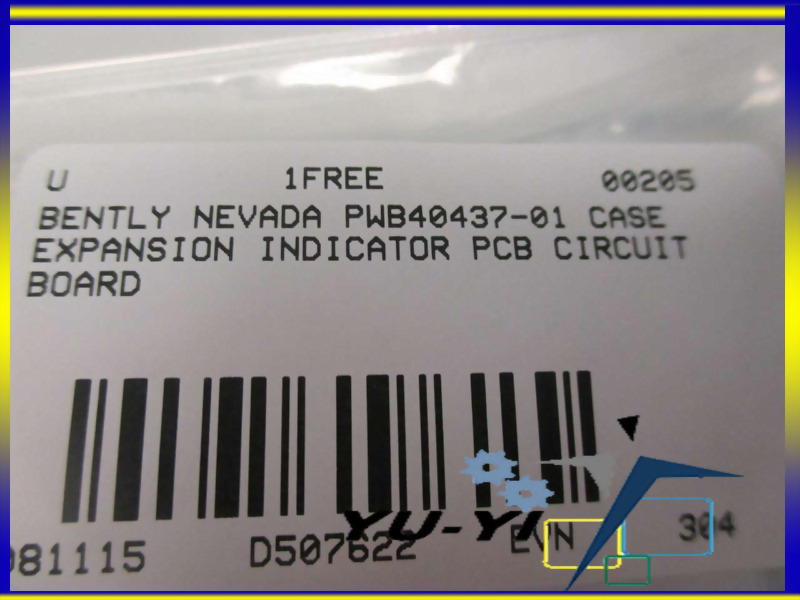 U 1FREE 00205
BENTLY NEVADA PWB40437-01 CASE
EXPANSION INDICATOR PCB CIRCUIT
BOARD
YU-YI
081115 D507622 EVN 304